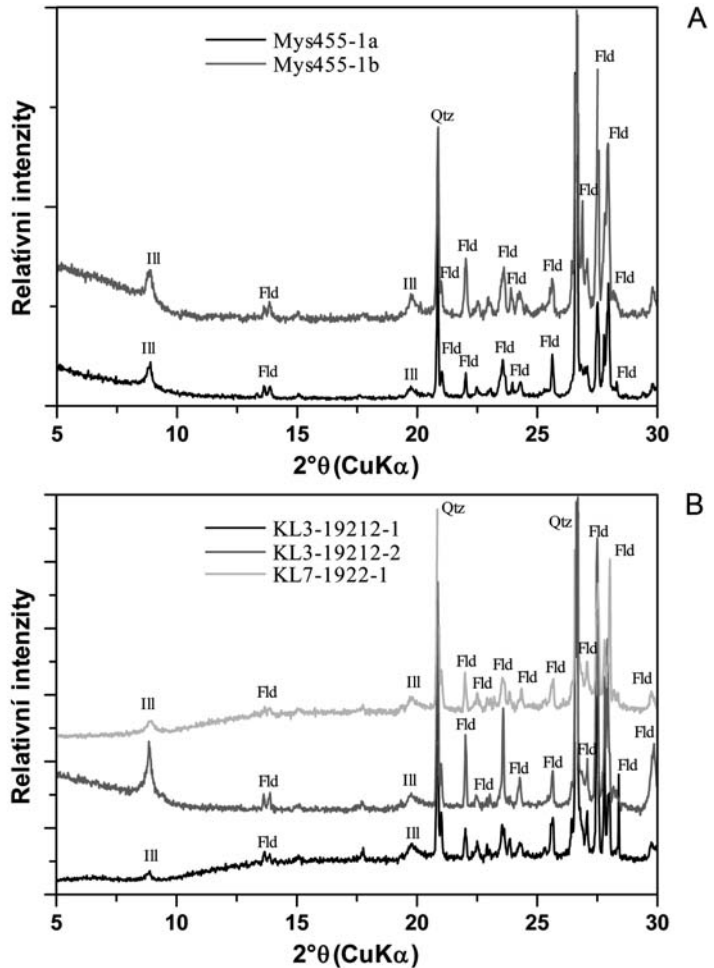 A
Mys455-1a
Mys455-1b
Relatívni intenzity
Qtz
Fld
Fld
Fld
Ill
Fld
Ill
Fld
Fld
Fld
Fld
Fld
Fld
Ill
Fld
Ill
Fld
Fld
Fld
Fld
Fld
Fld
5 10 15 20 25 30
2°θ(CuKα)
B
KL3-19212-1
KL3-19212-2
KL7-1922-1
Relativní intenzity
Qtz
Qtz
Fld
Fld
Ill
Fld
Ill
Fld
Fld
Fld
Fld
Fld
Fld
Ill
Fld
Ill
Fld
Fld
Fld
Fld
Fld
Fld
Fld
Ill
Fld
Ill
5 10 15 20 25 30
2°θ(CuKα)